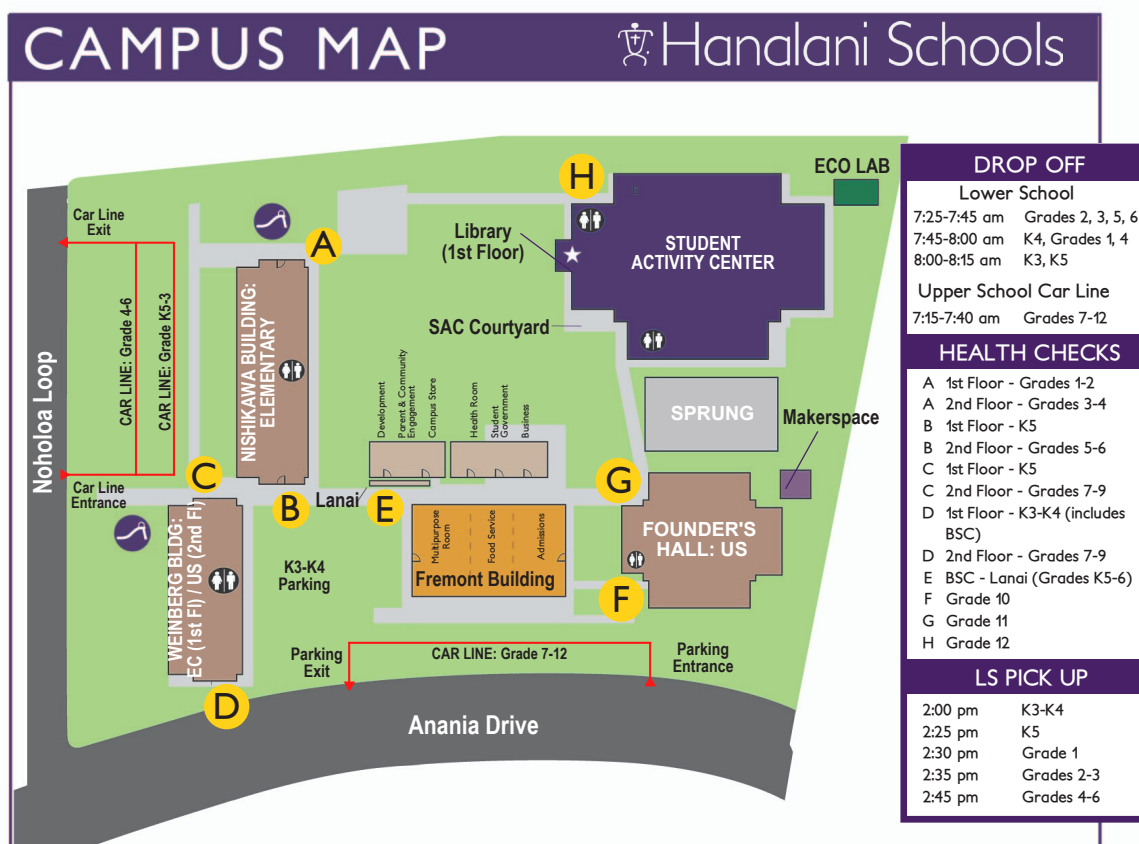 CAMPUS MAP
Hanalani Schools
H
ECO LAB
Car Line
Exit
A
Library
(1st Floor)
STUDENT
ACTIVITY CENTER
SAC Courtyard
Noholoa Loop
CAR LINE: Grade 4-6
CAR LINE: Grade K5-3
NISHIKAWA BUILDING:
ELEMENTARY
Development
Parent & Community
Engagement
Campus Store
Health Room
Student
Government
Business
SPRUNG
Makerspace
C
Car Line
Entrance
B
Lanai
E
G
WEINBERG BLDG:
EC (1st Fl) / US (2nd Fl)
K3-K4
Parking
Multipurpose
Room
Food Service
Admissions
Fremont Building
FOUNDER'S
HALL: US
F
Parking
Exit
CAR LINE: Grade 7-12
Parking
Entrance
D
Anania Drive
DROP OFF
Lower School
7:25-7:45 am Grades 2, 3, 5, 6
7:45-8:00 am K4, Grades 1, 4
8:00-8:15 am K3, K5
Upper School Car Line
7:15-7:40 am Grades 7-12
HEALTH CHECKS
A 1st Floor - Grades 1-2
A 2nd Floor - Grades 3-4
B 1st Floor - K5
B 2nd Floor - Grades 5-6
C 1st Floor - K5
C 2nd Floor - Grades 7-9
D 1st Floor - K3-K4 (includes
BSC)
D 2nd Floor - Grades 7-9
E BSC - Lanai (Grades K5-6)
F Grade 10
G Grade 11
H Grade 12
LS PICK UP
2:00 pm K3-K4
2:25 pm K5
2:30 pm Grade 1
2:35 pm Grades 2-3
2:45 pm Grades 4-6